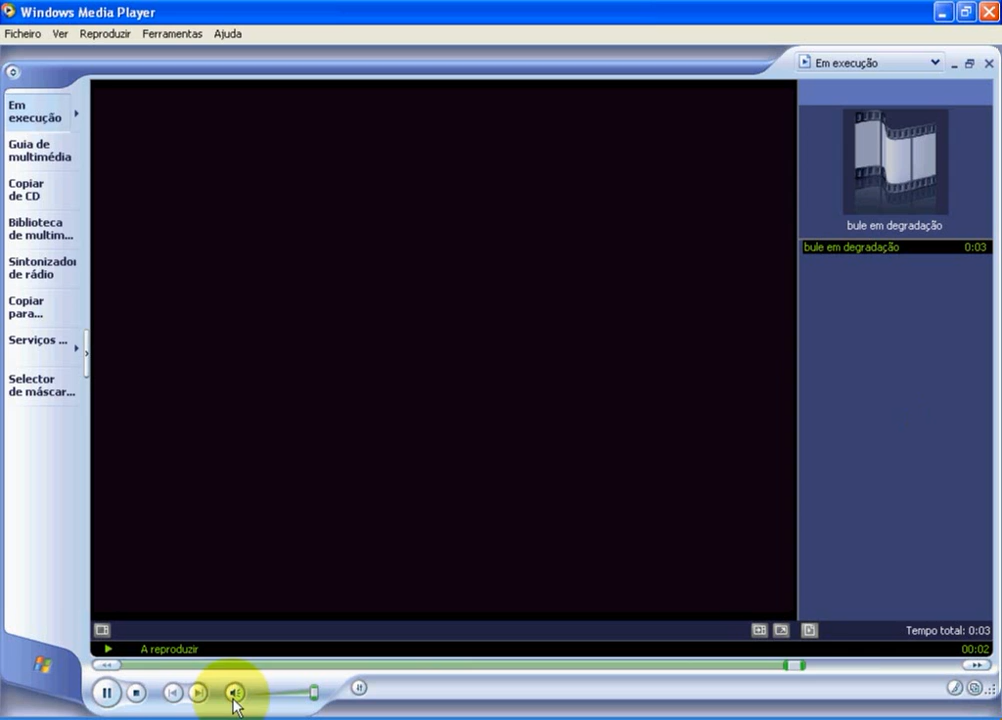 Windows Media Player
Ficheiro Ver Reproduzir Ferramentas Ajuda
Em execução
Em
execução
Guia de
multimédia
Copiar
de CD
Biblioteca
de multim...
Sintonizador
de rádio
Copiar
para...
Serviços ...
Selector
de máscar...
bule em degradação
bule em degradação 0:03
Tempo total: 0:03
A reproduzir 00:02